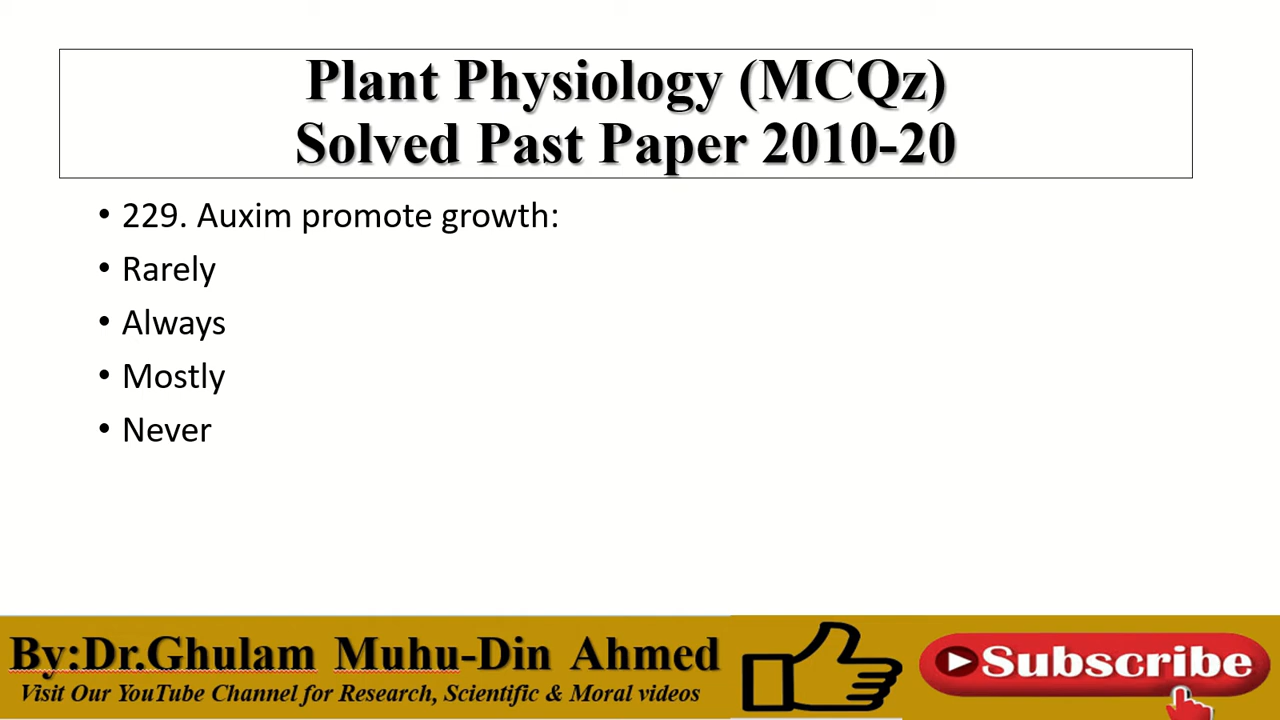 Plant Physiology (MCQz)
Solved Past Paper 2010-20
• 229. Auxim promote growth:
• Rarely
• Always
• Mostly
• Never
By:Dr.Ghulam Muhu-Din Ahmed
Visit Our YouTube Channel for Research, Scientific & Moral videos
Subscribe